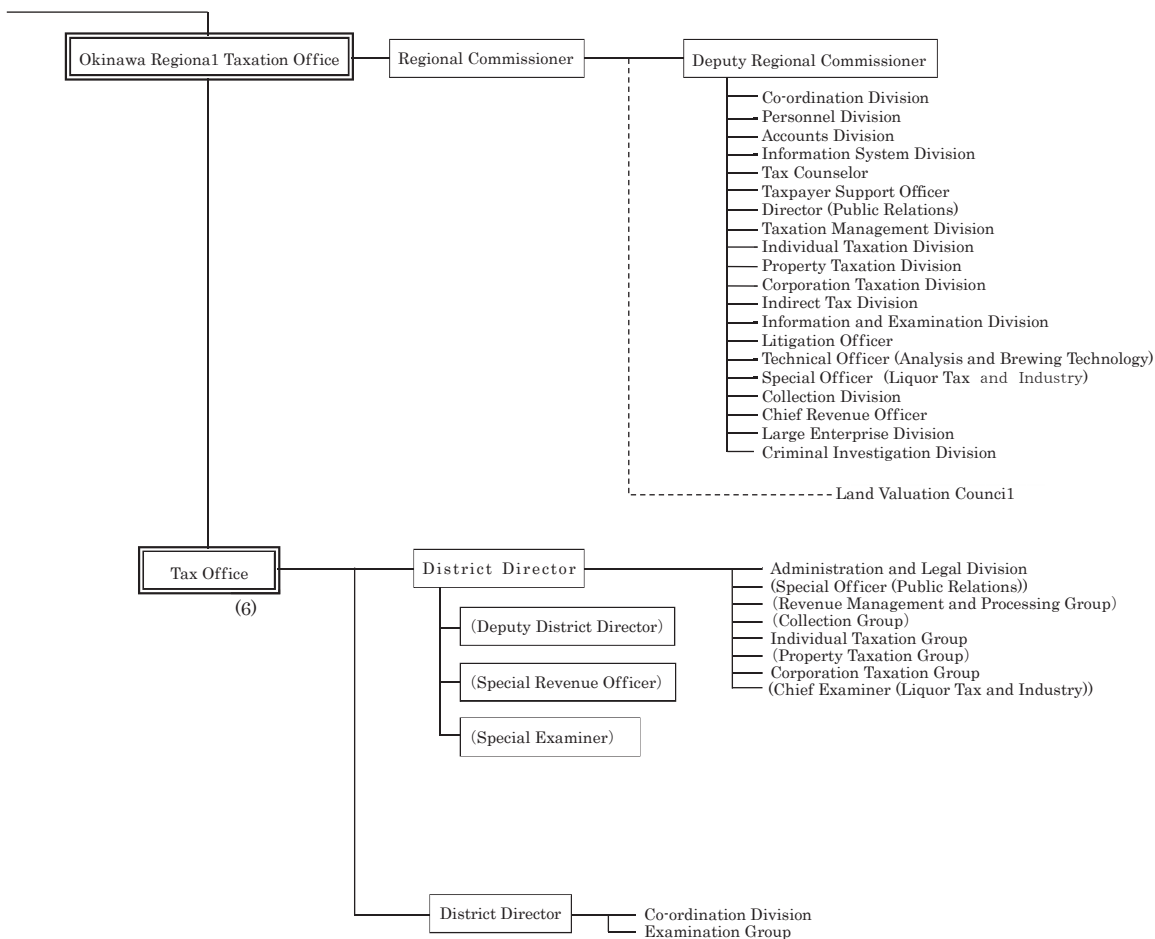 Okinawa Regiona1 Taxation Office
Regional Commissioner
Deputy Regional Commissioner
Co-ordination Division
Personnel Division
Accounts Division
Information System Division
Tax Counselor
Taxpayer Support Officer
Director (Public Relations)
Taxation Management Division
Individual Taxation Division
Property Taxation Division
Corporation Taxation Division
Indirect Tax Division
Information and Examination Division
Litigation Officer
Technical Officer (Analysis and Brewing Technology)
Special Officer (Liquor Tax and Industry)
Collection Division
Chief Revenue Officer
Large Enterprise Division
Criminal Investigation Division
Land Valuation Counci1
Tax Office
(6)
District Director
(Deputy District Director)
(Special Revenue Officer)
(Special Examiner)
Administration and Legal Division
(Special Officer (Public Relations))
(Revenue Management and Processing Group)
(Collection Group)
Individual Taxation Group
(Property Taxation Group)
Corporation Taxation Group
(Chief Examiner (Liquor Tax and Industry))
District Director
Co-ordination Division
Examination Group